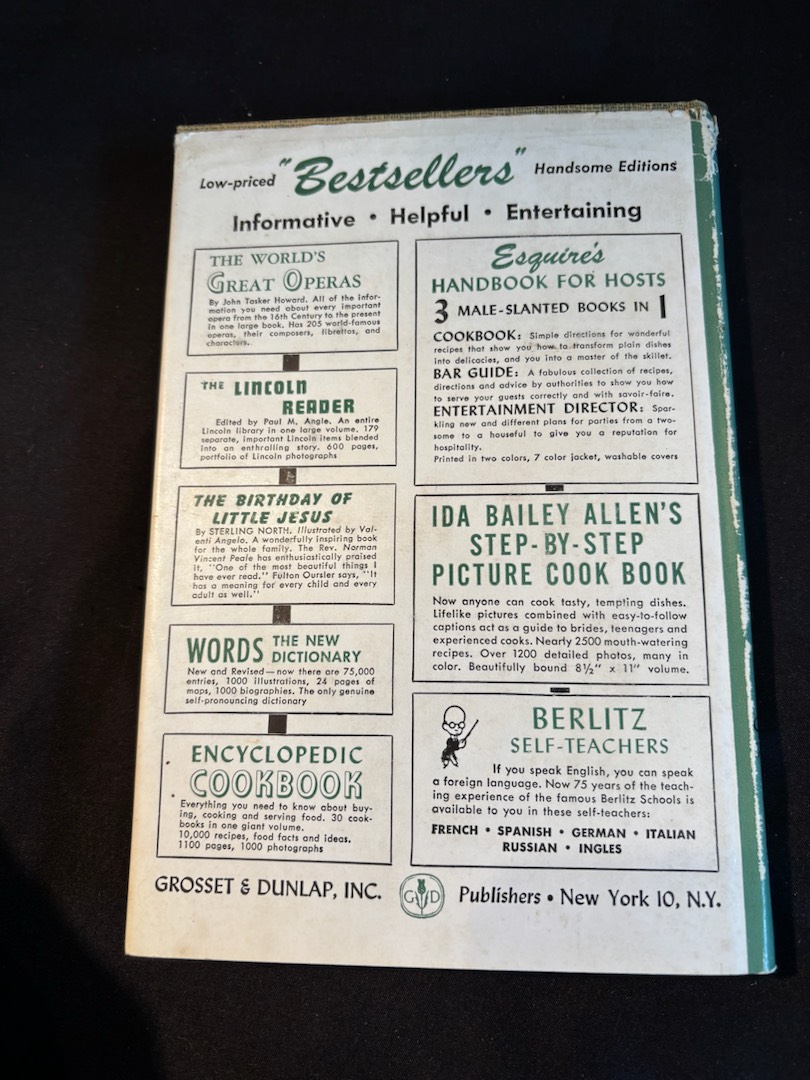 Low-priced "Bestsellers" Handsome Editions
Informative • Helpful • Entertaining
THE WORLD'S
GREAT OPERAS
By John Tasker Howard. All of the infor-
mation you need about every important
opera from the 16th Century to the present
in one large book. Has 205 world-famous
operas, their composers, librettos, and
characters.
THE LINCOLN
READER
Edited by Paul M. Angle. An entire
Lincoln library in one large volume. 179
separate, important Lincoln items blended
into an enthralling story. 600 pages,
portfolio of Lincoln photographs
THE BIRTHDAY OF
LITTLE JESUS
By STERLING NORTH. Illustrated by Val-
enti Angelo. A wonderfully inspiring book
for the whole family. The Rev. Norman
Vincent Peale has enthusiastically praised
it, "One of the most beautiful things I
have ever read." Fulton Oursler says, "It
has a meaning for every child and every
adult as well."
WORDS THE NEW
DICTIONARY
New and Revised—now there are 75,000
entries, 1000 illustrations, 24 pages of
maps, 1000 biographies. The only genuine
self-pronouncing dictionary
ENCYCLOPEDIC
COOKBOOK
Everything you need to know about buy-
ing, cooking and serving food. 30 cook-
books in one giant volume.
10,000 recipes, food facts and ideas.
1100 pages, 1000 photographs
Esquire's
HANDBOOK FOR HOSTS
3 MALE-SLANTED BOOKS IN 1
COOKBOOK: Simple directions for wonderful
recipes that show you how to transform plain dishes
into delicacies, and you into a master of the skillet.
BAR GUIDE: A fabulous collection of recipes,
directions and advice by authorities to show you how
to serve your guests correctly and with savoir-faire.
ENTERTAINMENT DIRECTOR: Spar-
kling new and different plans for parties from a two-
some to a houseful to give you a reputation for
hospitality.
Printed in two colors, 7 color jacket, washable covers
IDA BAILEY ALLEN'S
STEP-BY-STEP
PICTURE COOK BOOK
Now anyone can cook tasty, tempting dishes.
Lifelike pictures combined with easy-to-follow
captions act as a guide to brides, teenagers and
experienced cooks. Nearly 2500 mouth-watering
recipes. Over 1200 detailed photos, many in
color. Beautifully bound 8½" x 11" volume.
BERLITZ
SELF-TEACHERS
If you speak English, you can speak
a foreign language. Now 75 years of the teach-
ing experience of the famous Berlitz Schools is
available to you in these self-teachers:
FRENCH • SPANISH • GERMAN • ITALIAN
RUSSIAN • INGLES
GROSSET & DUNLAP, INC. G D Publishers • New York 10, N.Y.